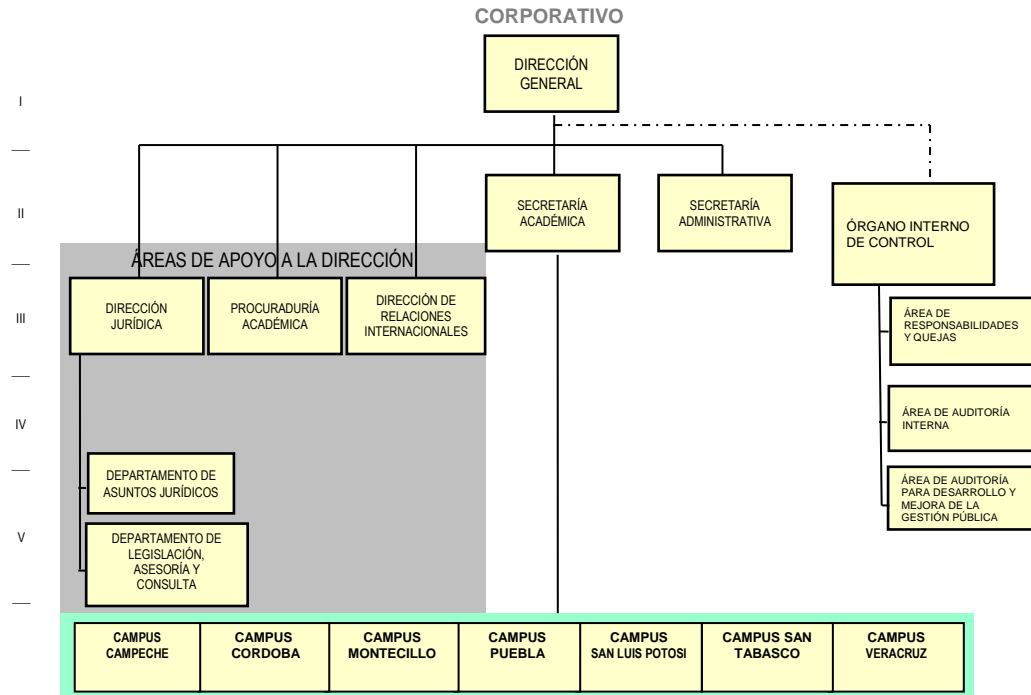 CORPORATIVO
DIRECCIÓN
GENERAL
I
II
SECRETARÍA
ACADÉMICA
SECRETARÍA
ADMINISTRATIVA
ÓRGANO INTERNO
DE CONTROL
ÁREAS DE APOYO A LA DIRECCIÓN
III
DIRECCIÓN
JURÍDICA
PROCURADURÍA
ACADÉMICA
DIRECCIÓN DE
RELACIONES
INTERNACIONALES
ÁREA DE
RESPONSABILIDADES
Y QUEJAS
IV
ÁREA DE AUDITORÍA
INTERNA
DEPARTAMENTO DE
ASUNTOS JURÍDICOS
ÁREA DE AUDITORÍA
PARA DESARROLLO Y
MEJORA DE LA
GESTIÓN PÚBLICA
V
DEPARTAMENTO DE
LEGISLACIÓN,
ASESORÍA Y
CONSULTA
CAMPUS
CAMPECHE
CAMPUS
CORDOBA
CAMPUS
MONTECILLO
CAMPUS
PUEBLA
CAMPUS
SAN LUIS POTOSI
CAMPUS SAN
TABASCO
CAMPUS
VERACRUZ